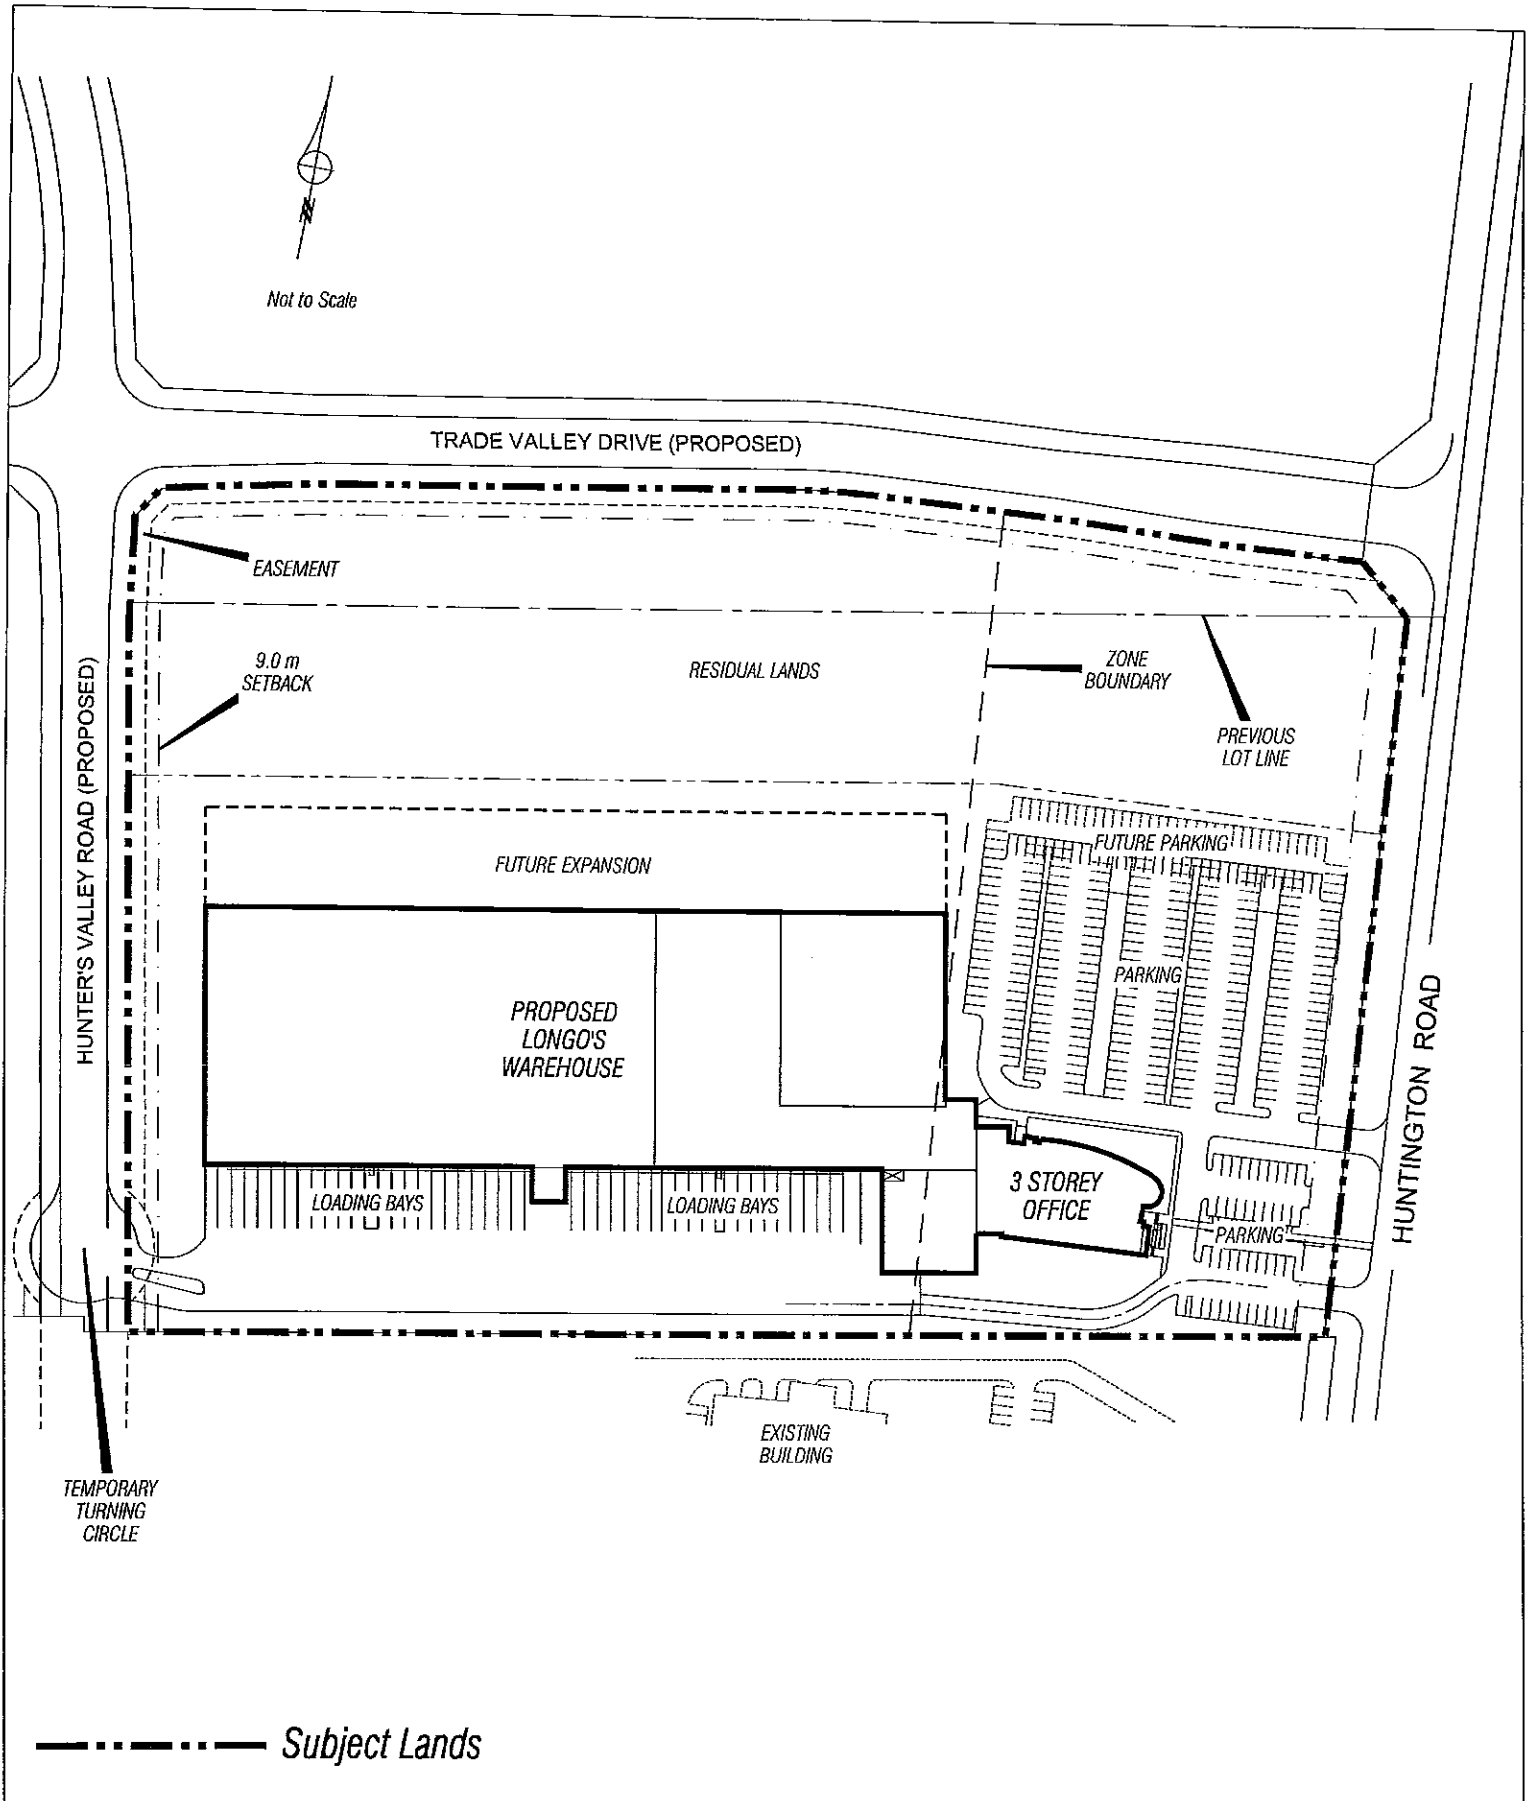 N
Not to Scale
TRADE VALLEY DRIVE (PROPOSED)
EASEMENT
HUNTER'S VALLEY ROAD (PROPOSED)
9.0 m
SETBACK
RESIDUAL LANDS
ZONE
BOUNDARY
PREVIOUS
LOT LINE
FUTURE EXPANSION
FUTURE PARKING
PARKING
PROPOSED
LONGO'S
WAREHOUSE
HUNTINGTON ROAD
LOADING BAYS
LOADING BAYS
3 STOREY
OFFICE
PARKING
EXISTING
BUILDING
TEMPORARY
TURNING
CIRCLE
Subject Lands